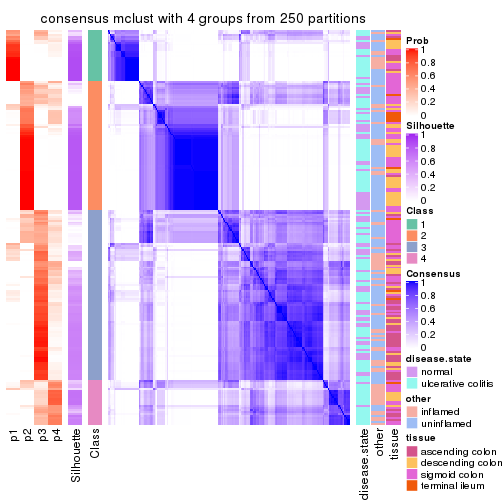 consensus mclust with 4 groups from 250 partitions
Prob
1
0.8
0.6
0.4
0.2
0
Silhouette
1
0.8
0.6
0.4
0.2
0
Class
1
2
3
4
Consensus
1
0.8
0.6
0.4
0.2
0
disease.state
normal
ulcerative colitis
other
inflamed
uninflamed
tissue
ascending colon
descending colon
sigmoid colon
terminal ileum
p1
p2
p3
p4
Silhouette
Class
disease.state
other
tissue